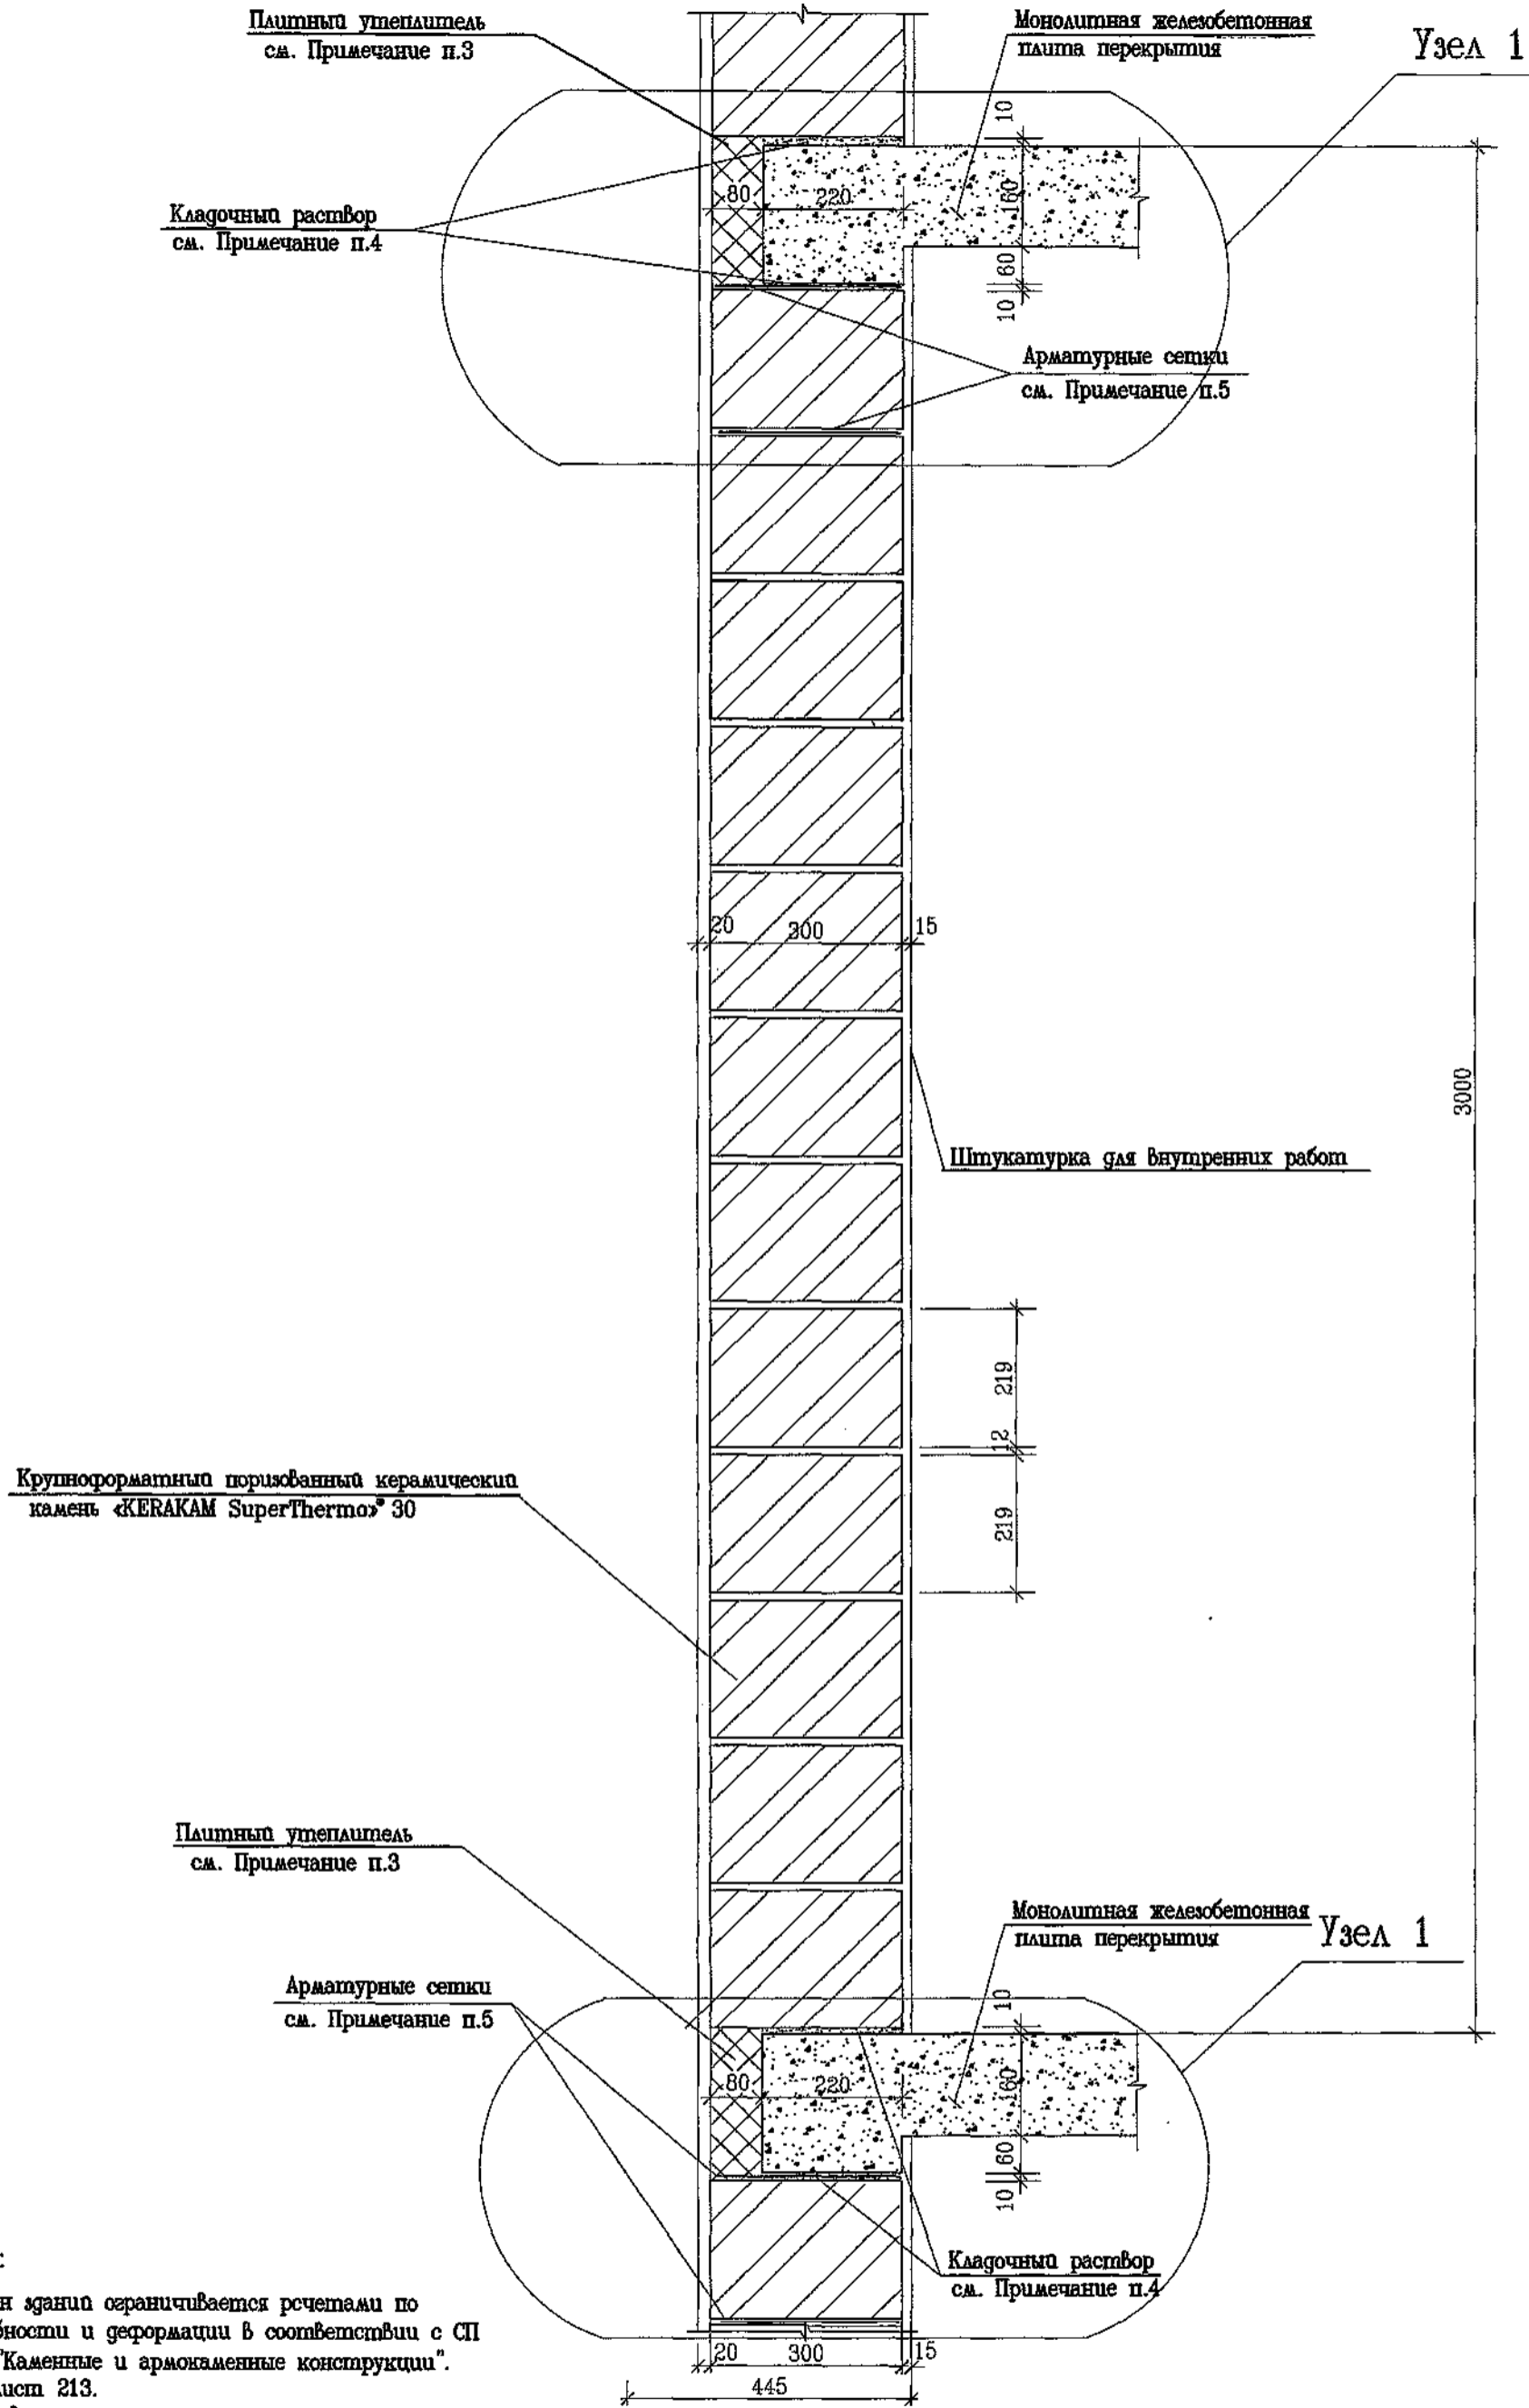 Плитный утеплитель
см. Примечание п.3
Монолитная железобетонная
плита перекрытия
Узел 1
10
80
220
160
Кладочный раствор
см. Примечание п.4
60
10
Арматурные сетки
см. Примечание п.5
20
300
15
3000
Штукатурка для внутренних работ
219
12
219
Крупноформатный поризованный керамический
камень «KERAKAM SuperThermo»® 30
Плитный утеплитель
см. Примечание п.3
Монолитная железобетонная
плита перекрытия
Узел 1
Арматурные сетки
см. Примечание п.5
10
80
220
160
60
10
Кладочный раствор
см. Примечание п.4
н зданий ограничивается рсчетами по
ности и деформации в соответствии с СП
"Каменные и армокаменные конструкции".
ист 213.
20
300
15
445